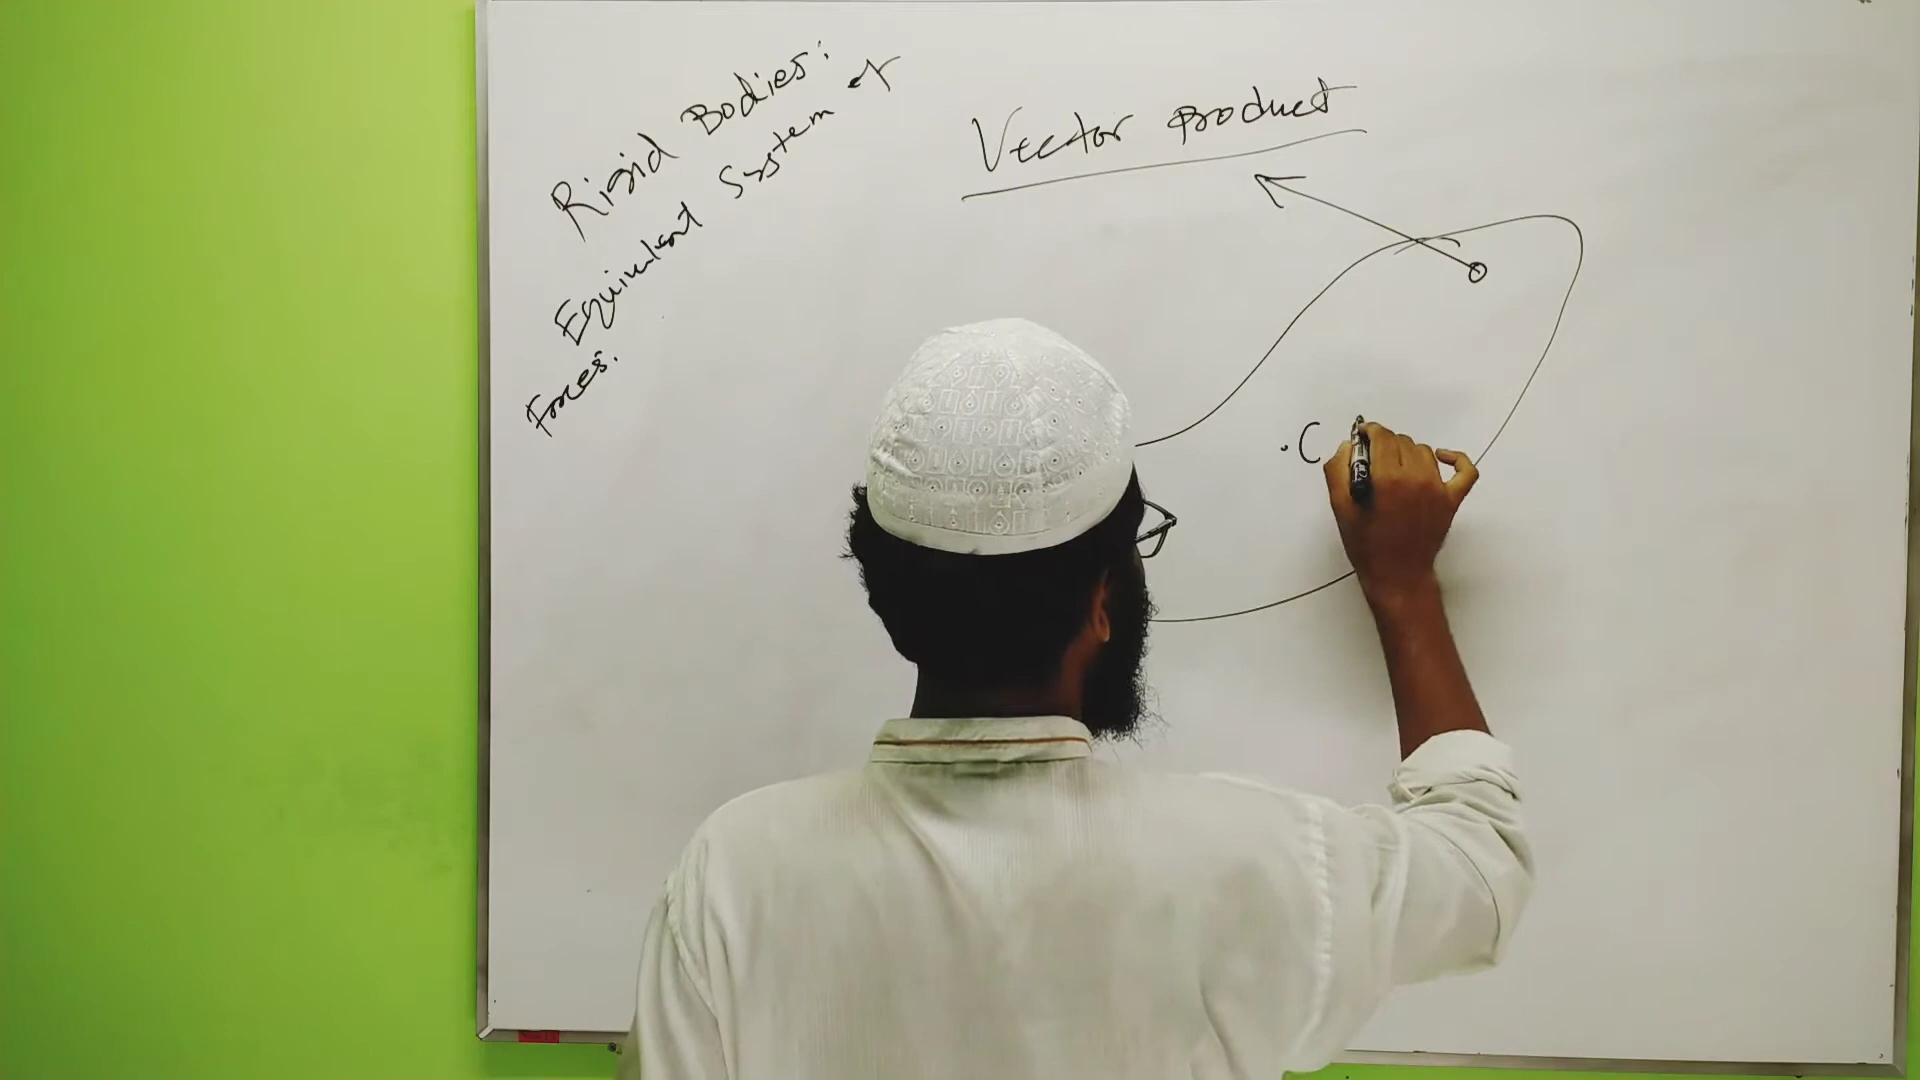 Rigid Bodies:
Equivalent System of
Forces.
Vector product
.C